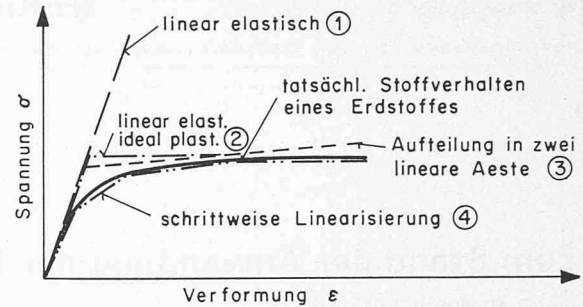 linear elastisch ①
tatsächl. Stoffverhalten
eines Erdstoffes
linear elast.
ideal plast. ②
Aufteilung in zwei
lineare Aeste ③
schrittweise Linearisierung ④
Spannung σ
Verformung ε